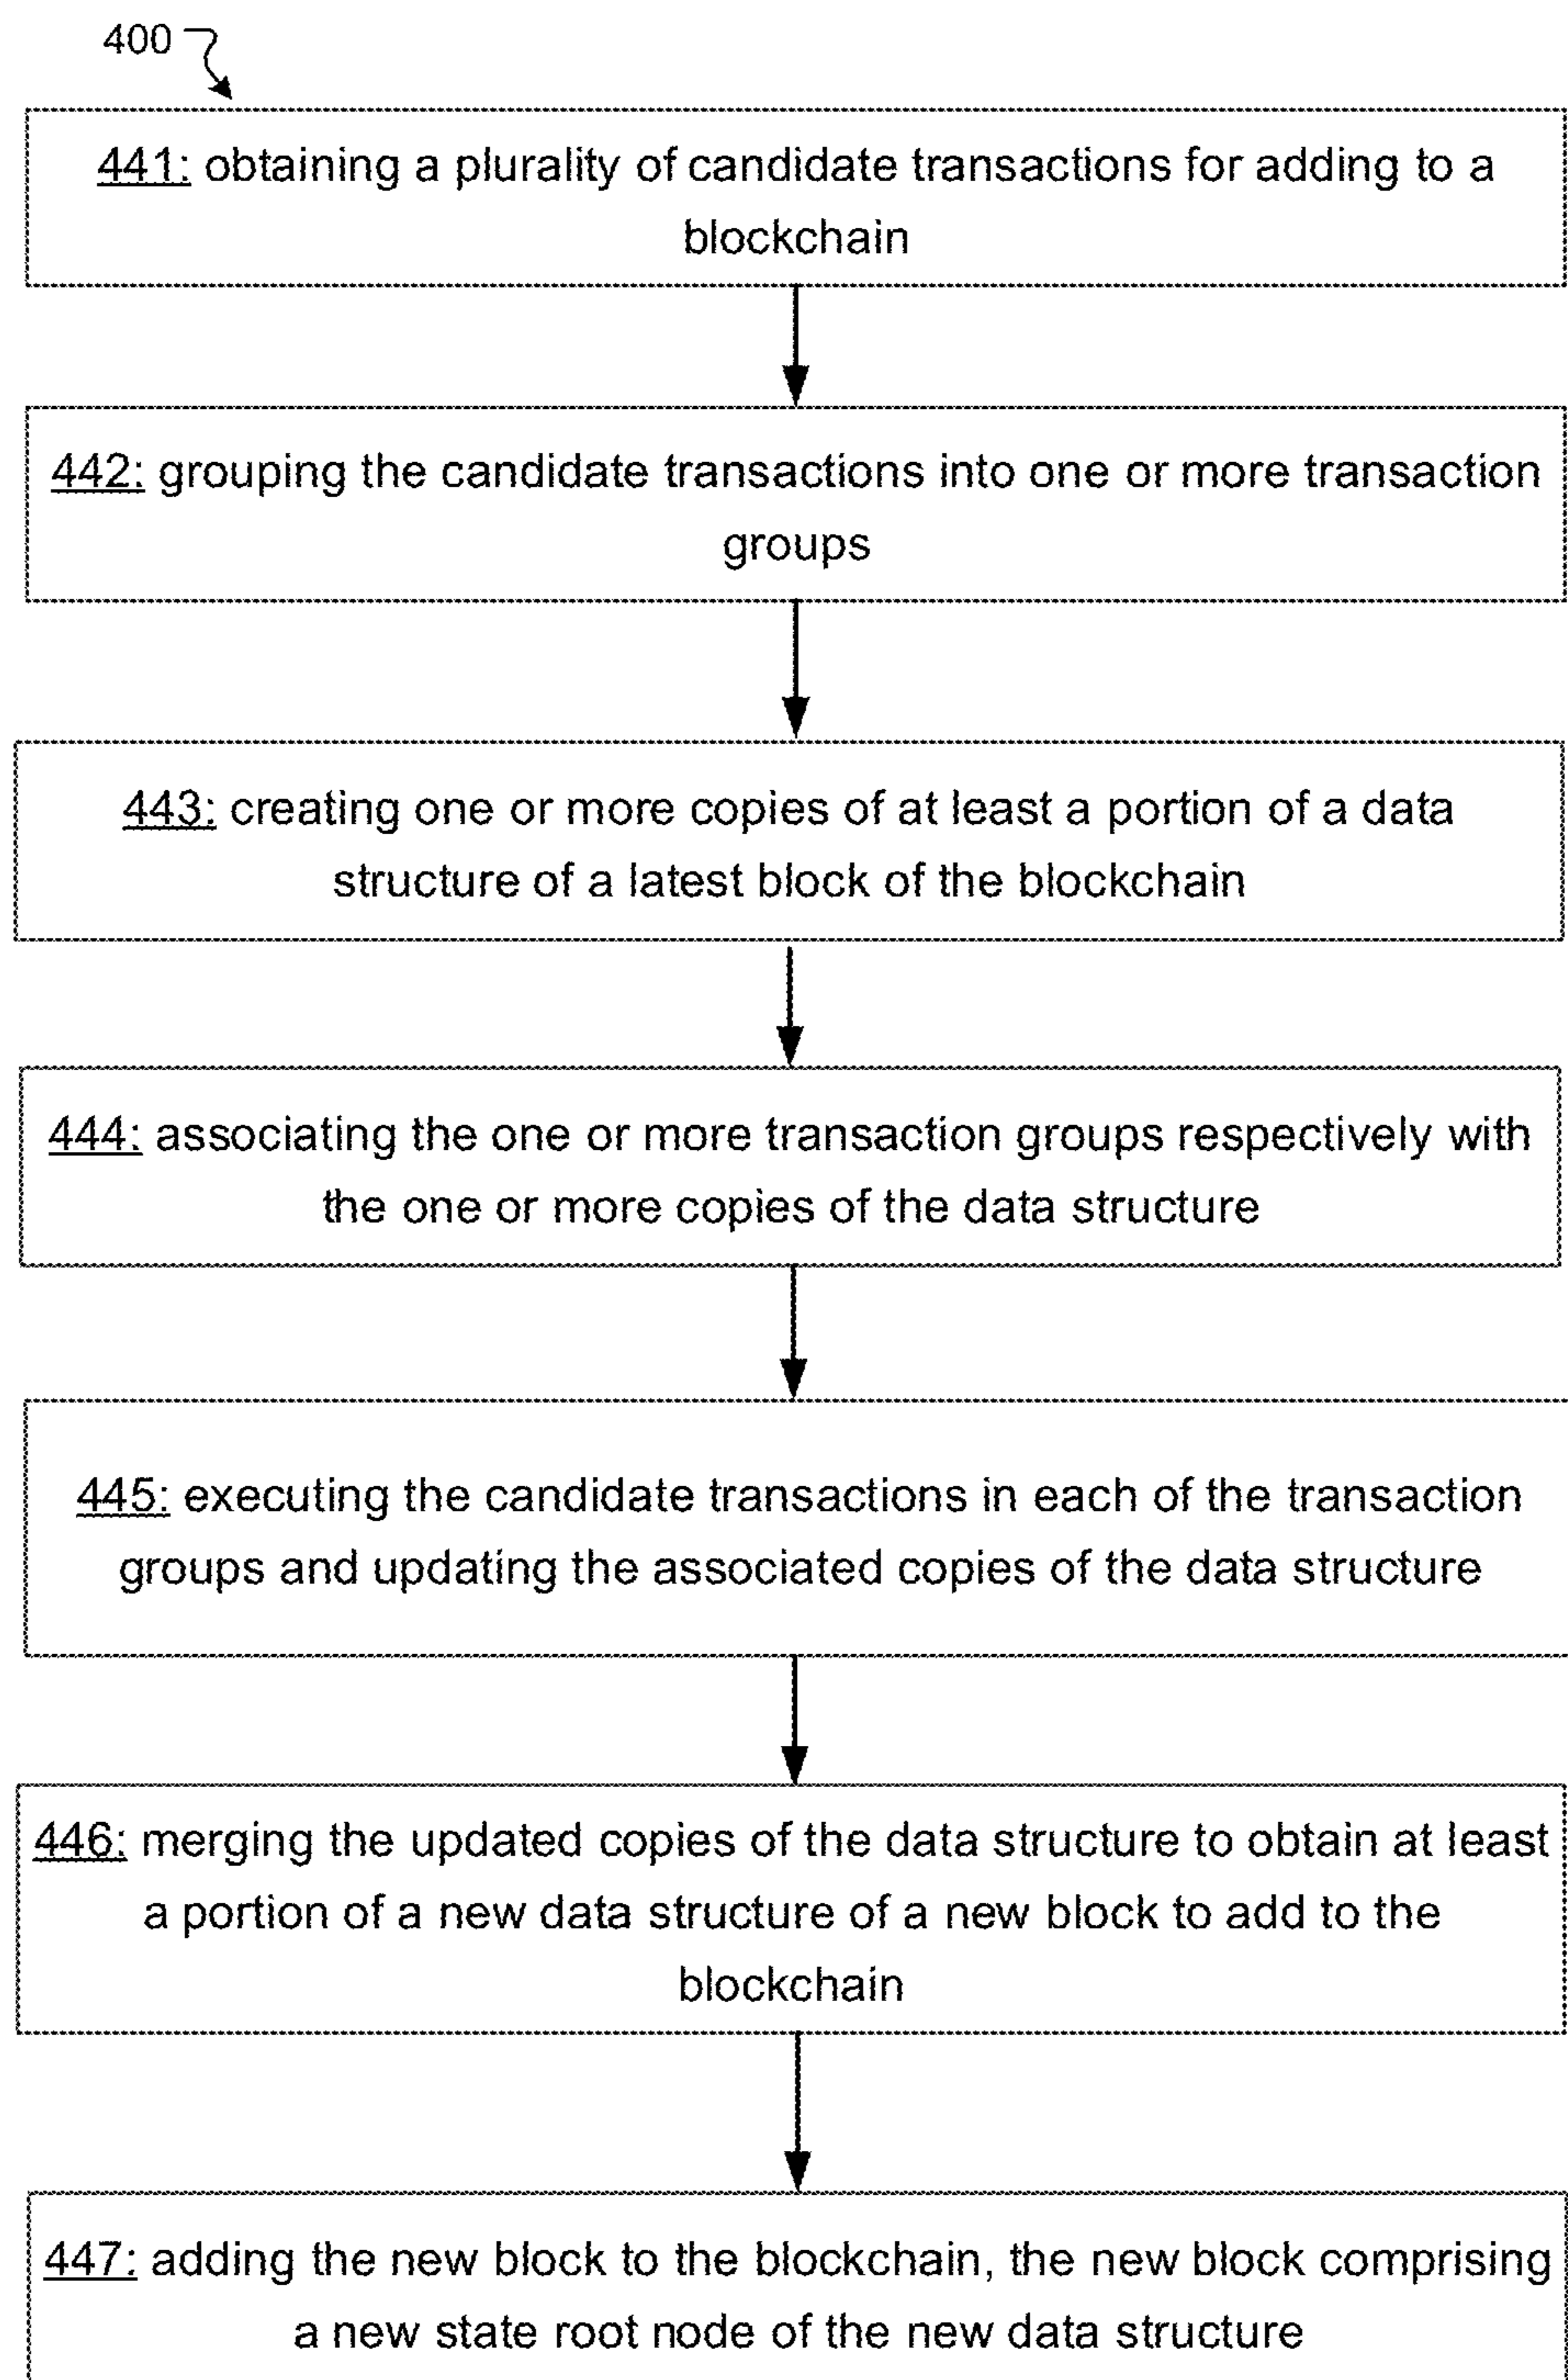 400
441: obtaining a plurality of candidate transactions for adding to a
blockchain
442: grouping the candidate transactions into one or more transaction
groups
443: creating one or more copies of at least a portion of a data
structure of a latest block of the blockchain
444: associating the one or more transaction groups respectively with
the one or more copies of the data structure
445: executing the candidate transactions in each of the transaction
groups and updating the associated copies of the data structure
446: merging the updated copies of the data structure to obtain at least
a portion of a new data structure of a new block to add to the
blockchain
447: adding the new block to the blockchain, the new block comprising
a new state root node of the new data structure